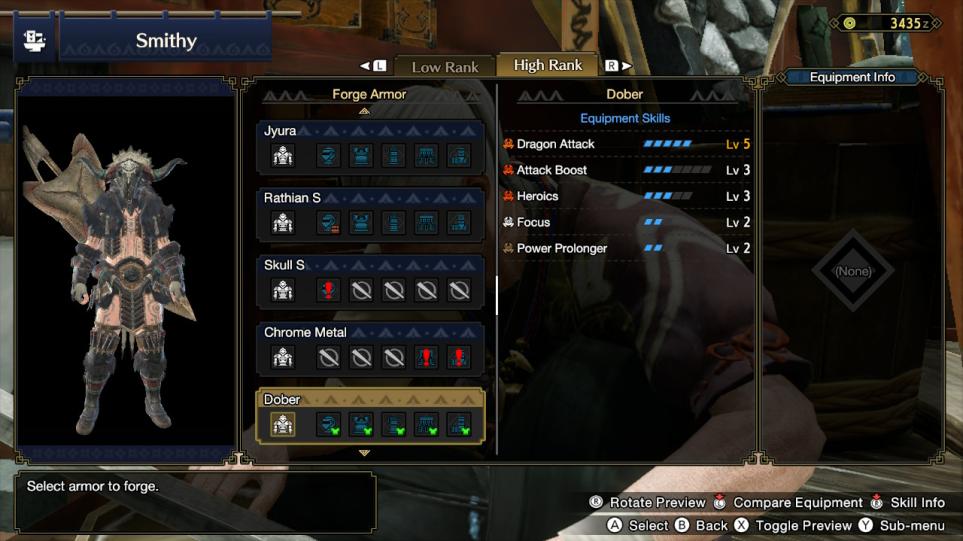 Smithy
3435z
L Low Rank High Rank R
Forge Armor
Jyura
Rathian S
Skull S
Chrome Metal
Dober
Dober
Equipment Skills
Dragon Attack Lv 5
Attack Boost Lv 3
Heroics Lv 3
Focus Lv 2
Power Prolonger Lv 2
Equipment Info
(None)
Select armor to forge.
R Rotate Preview Compare Equipment Skill Info
A Select B Back X Toggle Preview Y Sub-menu